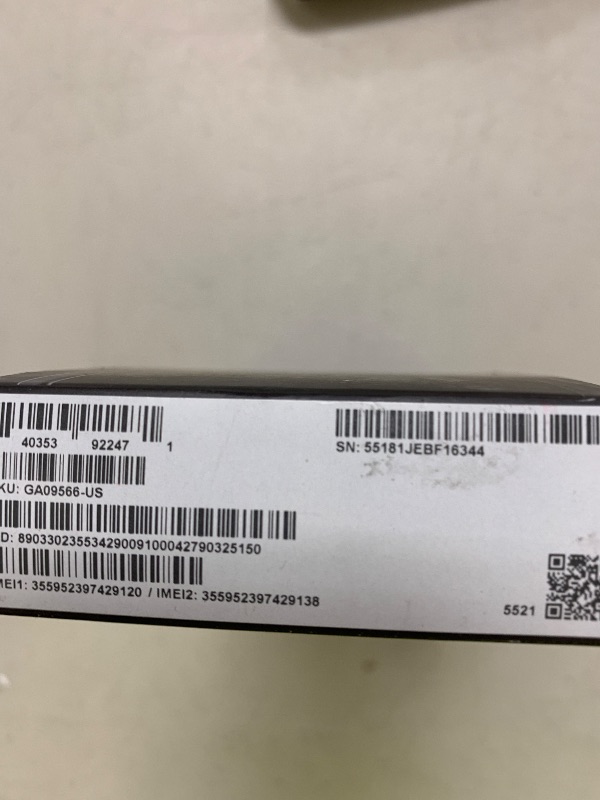 40353 92247 1
SN: 55181JEBF16344
KU: GA09566-US
D: 89033023553429009100042790325150
MEI1: 355952397429120 / IMEI2: 355952397429138
5521